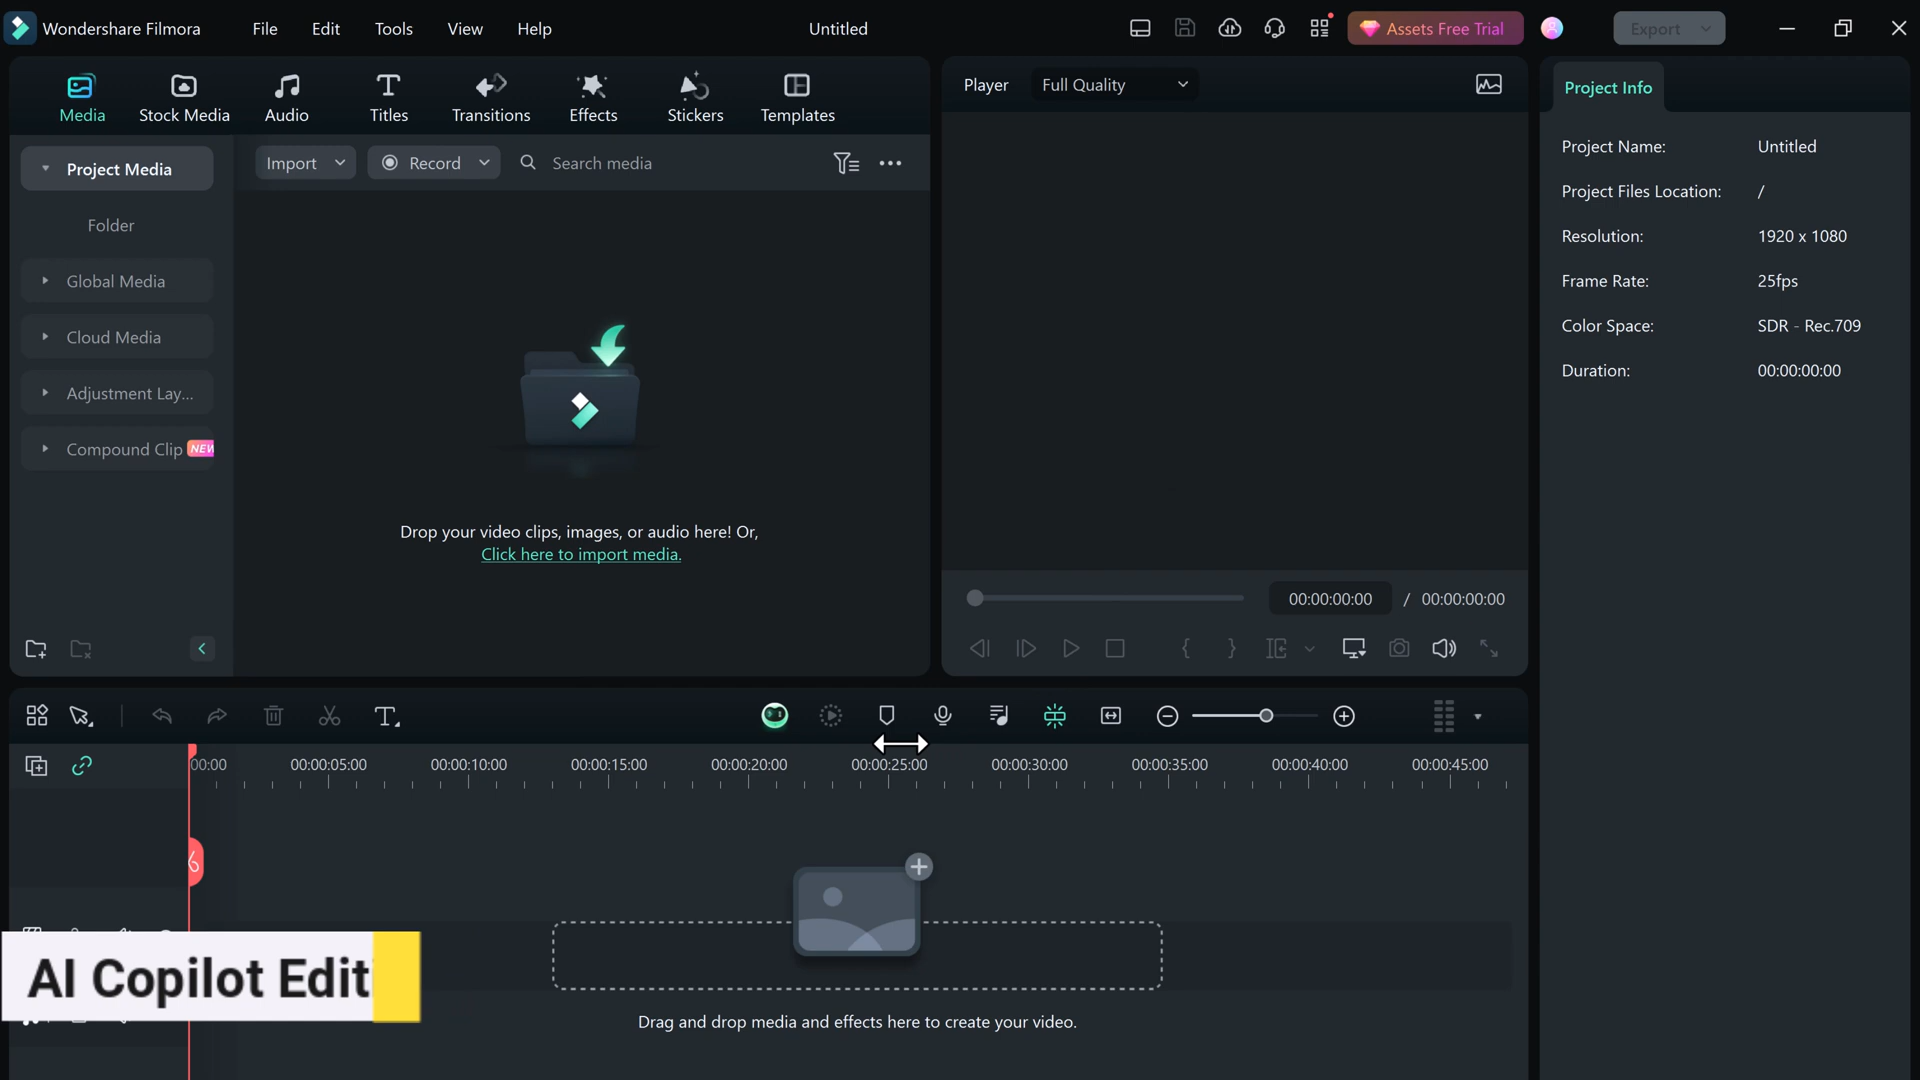 Wondershare Filmora
File
Edit
Tools
View
Help
Untitled
Assets Free Trial
Export
Media
Stock Media
Audio
Titles
Transitions
Effects
Stickers
Templates
Player
Full Quality
Project Info
Project Media
Folder
Global Media
Cloud Media
Adjustment Lay...
Compound Clip
NEW
Import
Record
Search media
Drop your video clips, images, or audio here! Or,
Click here to import media.
Project Name: Untitled
Project Files Location: /
Resolution: 1920 x 1080
Frame Rate: 25fps
Color Space: SDR - Rec.709
Duration: 00:00:00:00
00:00:00:00 / 00:00:00:00
00:00
00:00:05:00
00:00:10:00
00:00:15:00
00:00:20:00
00:00:25:00
00:00:30:00
00:00:35:00
00:00:40:00
00:00:45:00
AI Copilot Editi
Drag and drop media and effects here to create your video.